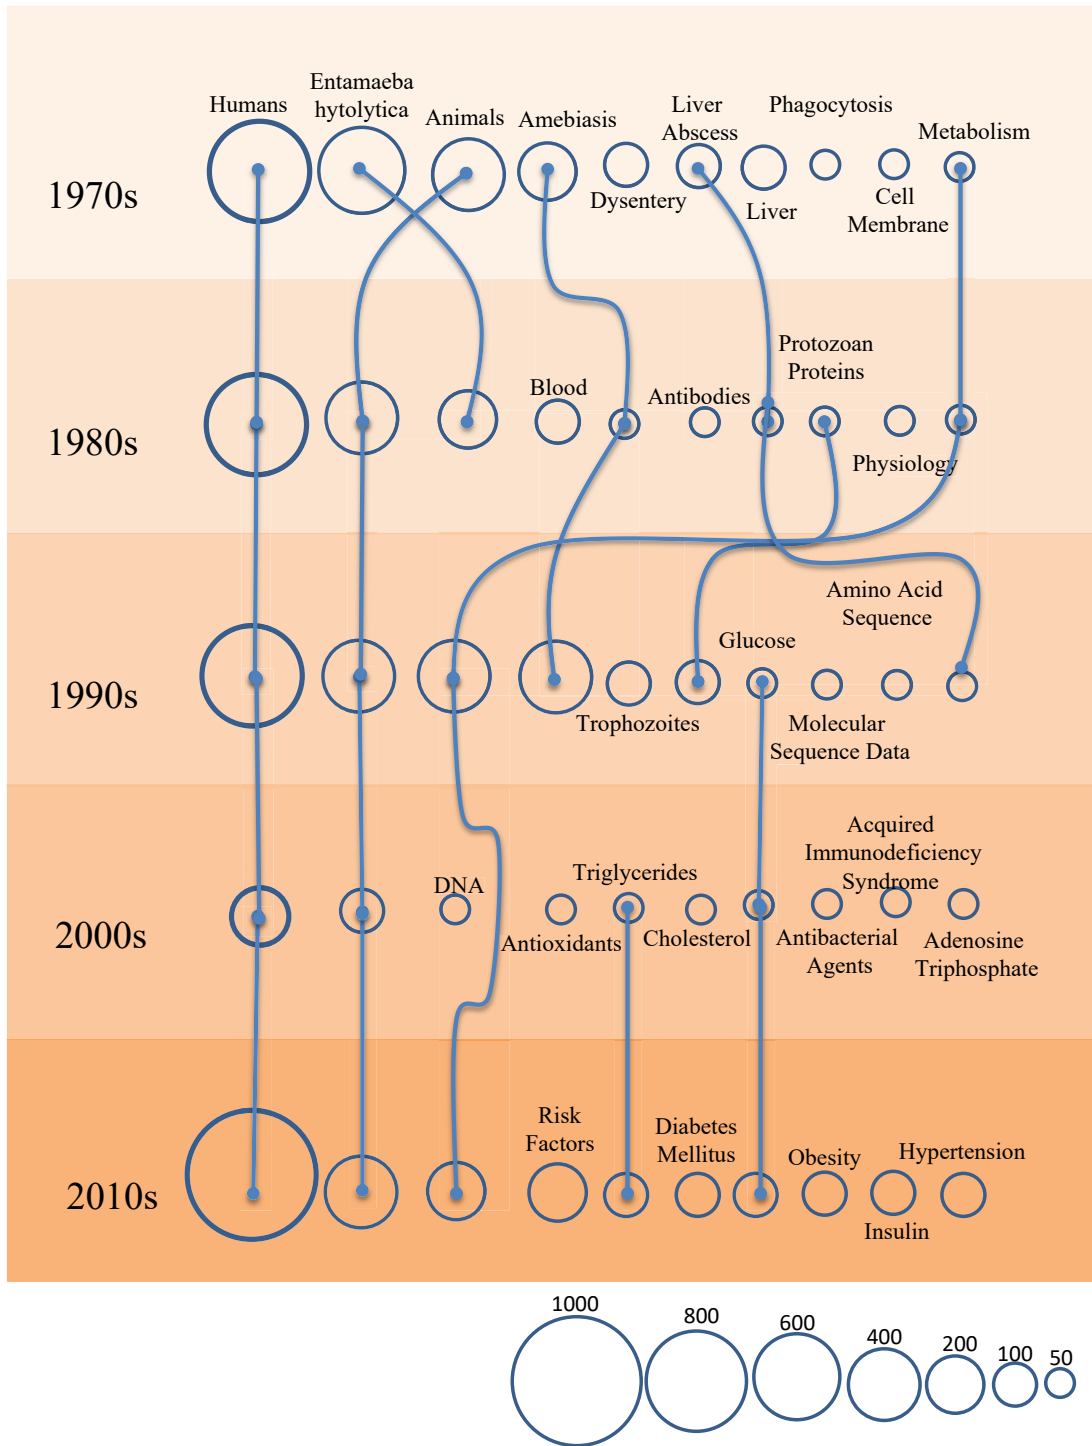 Humans
Entamaeba
hytolytica
Animals
Amebiasis
Liver
Abscess
Phagocytosis
Metabolism
1970s
Dysentery
Liver
Cell
Membrane
Protozoan
Proteins
Blood
Antibodies
1980s
Physiology
Amino Acid
Sequence
Glucose
1990s
Trophozoites
Molecular
Sequence Data
Acquired
Immunodeficiency
Syndrome
Triglycerides
DNA
2000s
Antioxidants
Cholesterol
Antibacterial
Agents
Adenosine
Triphosphate
Risk
Factors
Diabetes
Mellitus
Obesity
Hypertension
2010s
Insulin
1000
800
600
400
200
100
50